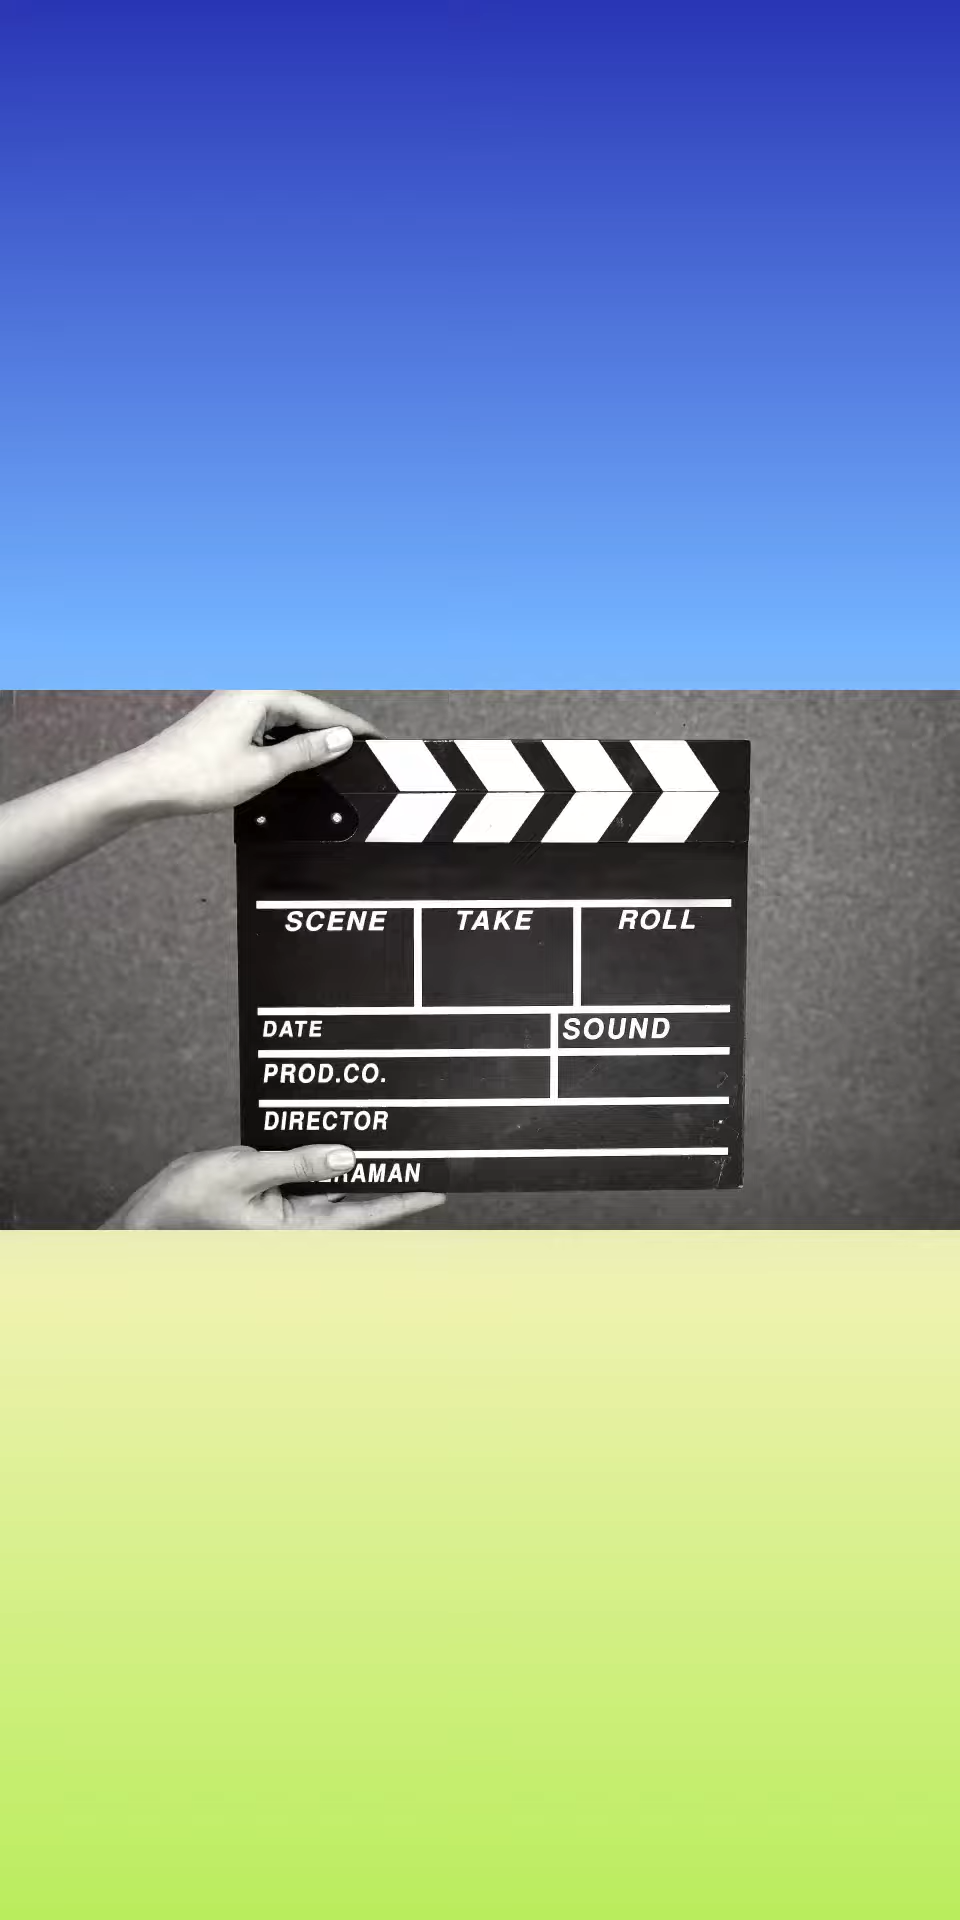 SCENE TAKE ROLL
DATE SOUND
PROD.CO.
DIRECTOR